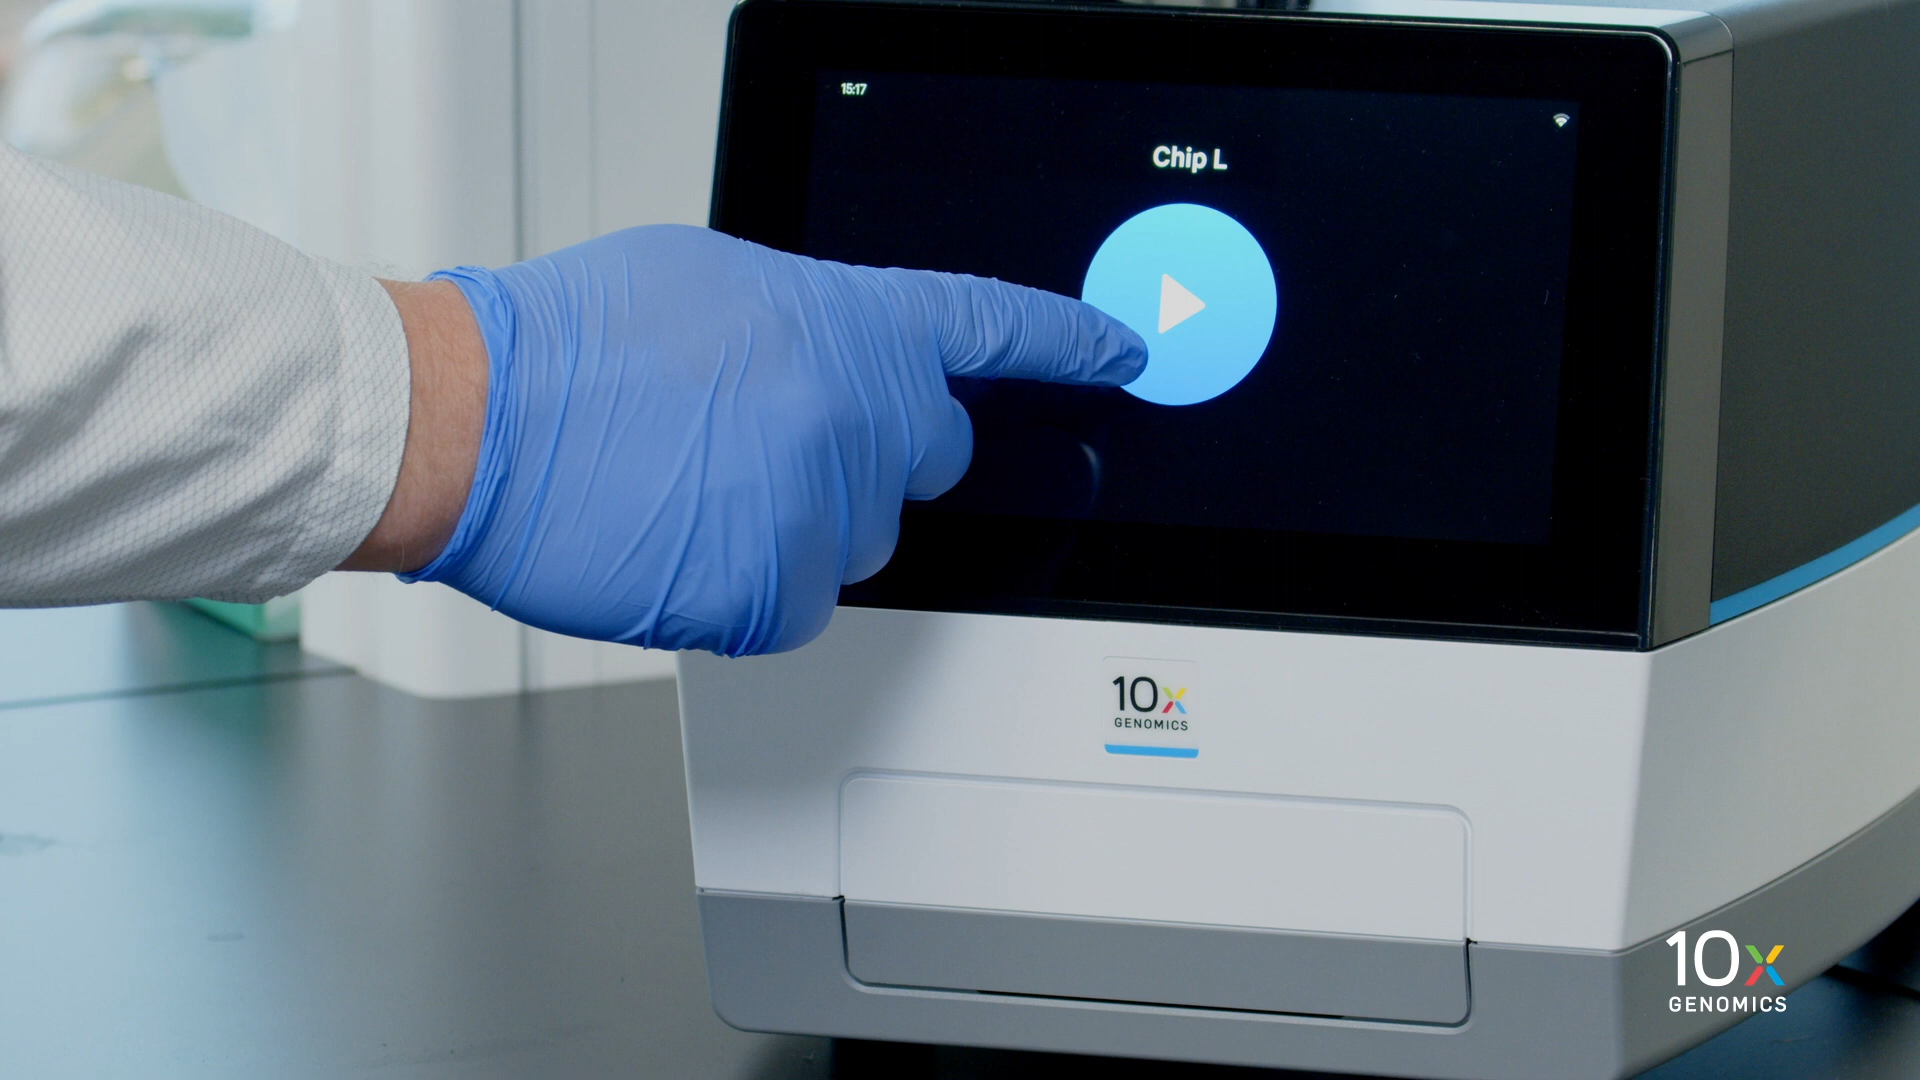 15:17
Chip L
10x
GENOMICS
10x
GENOMICS